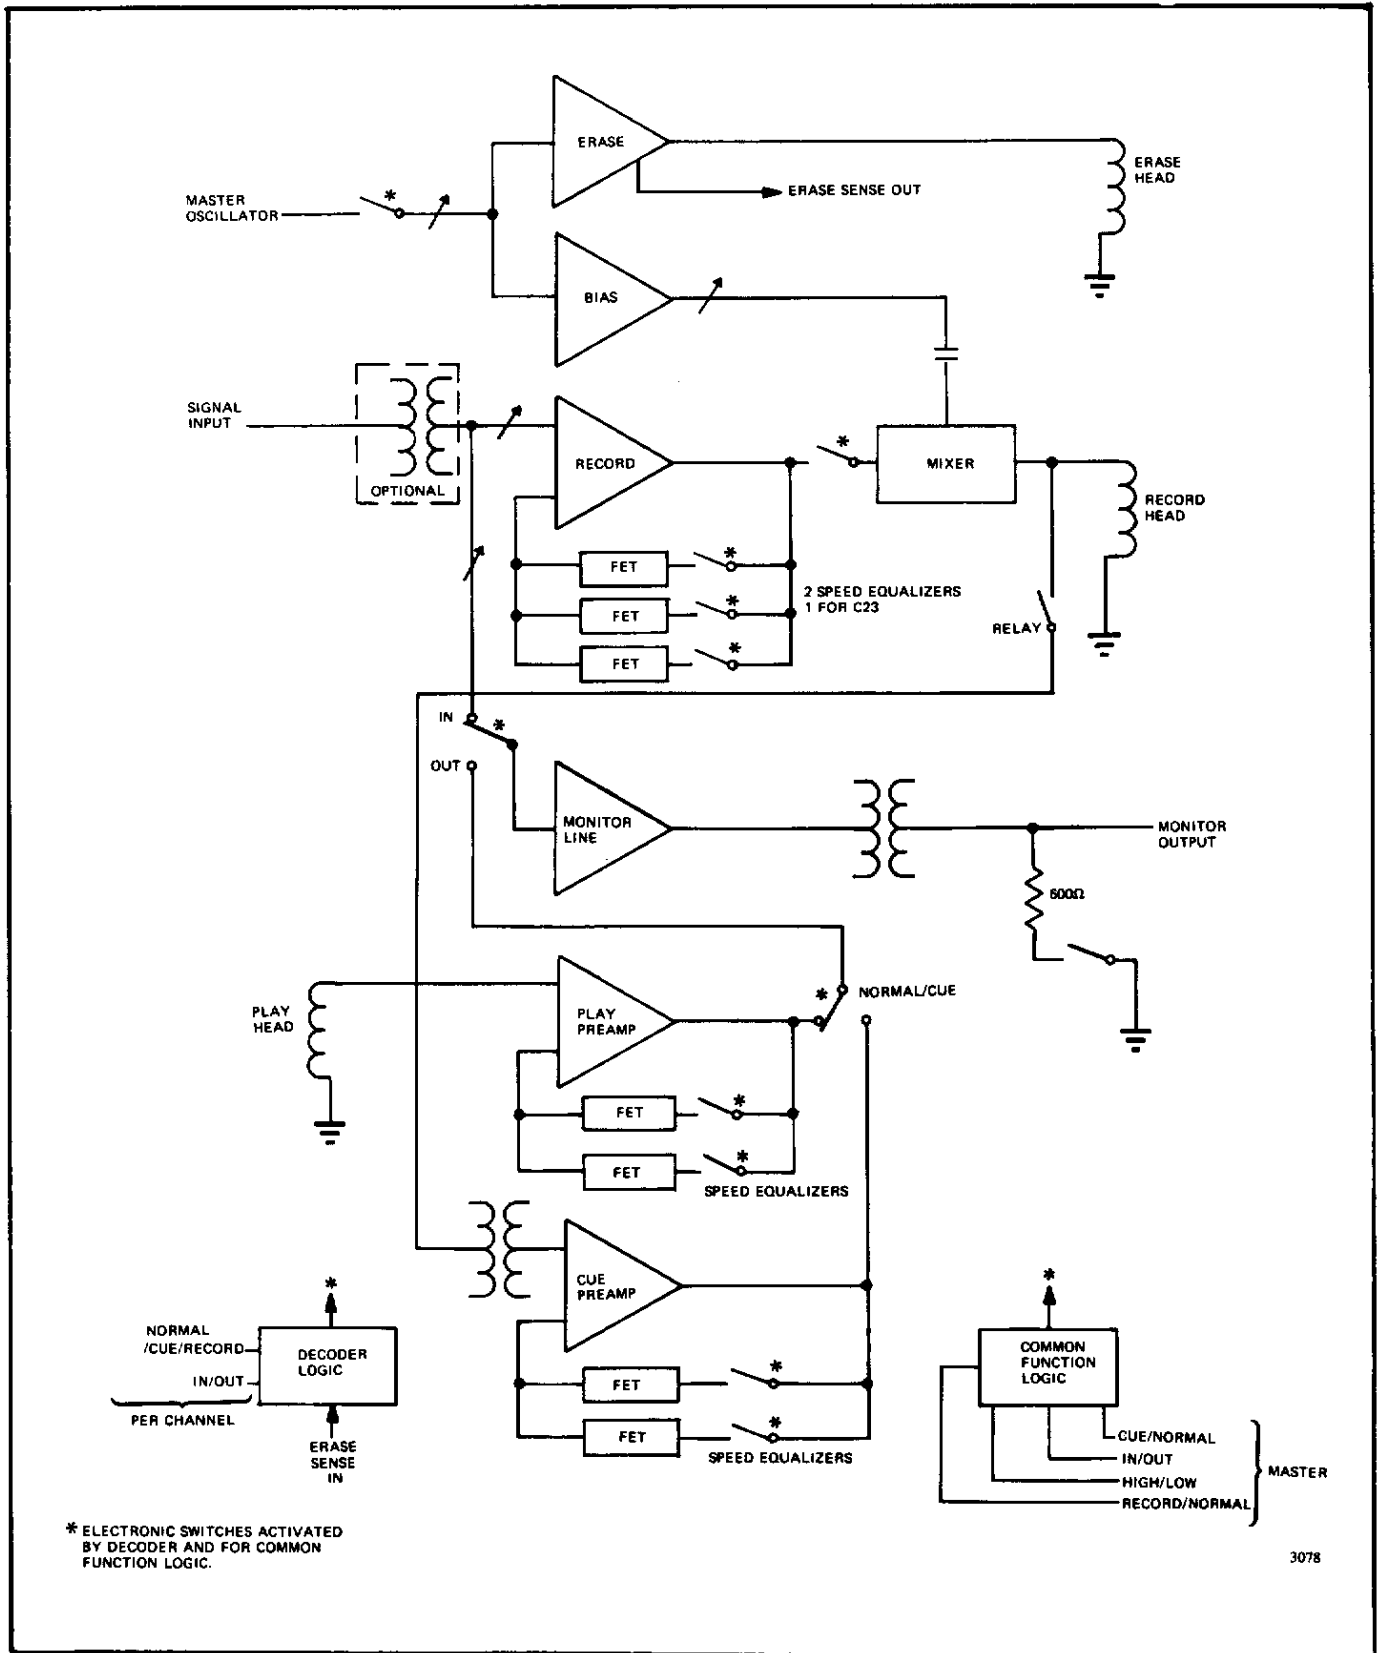 ERASE
ERASE
HEAD
ERASE SENSE OUT
MASTER
OSCILLATOR
*
BIAS
SIGNAL
INPUT
OPTIONAL
RECORD
*
MIXER
RECORD
HEAD
FET
*
FET
*
FET
*
2 SPEED EQUALIZERS
1 FOR C23
RELAY
IN
*
OUT
MONITOR
LINE
MONITOR
OUTPUT
600Ω
PLAY
HEAD
PLAY
PREAMP
*
NORMAL/CUE
FET
*
FET
*
SPEED EQUALIZERS
CUE
PREAMP
FET
*
FET
*
SPEED EQUALIZERS
*
NORMAL
/CUE/RECORD
IN/OUT
PER CHANNEL
DECODER
LOGIC
ERASE
SENSE
IN
*
COMMON
FUNCTION
LOGIC
CUE/NORMAL
IN/OUT
HIGH/LOW
RECORD/NORMAL
MASTER
* ELECTRONIC SWITCHES ACTIVATED
BY DECODER AND FOR COMMON
FUNCTION LOGIC.
3078